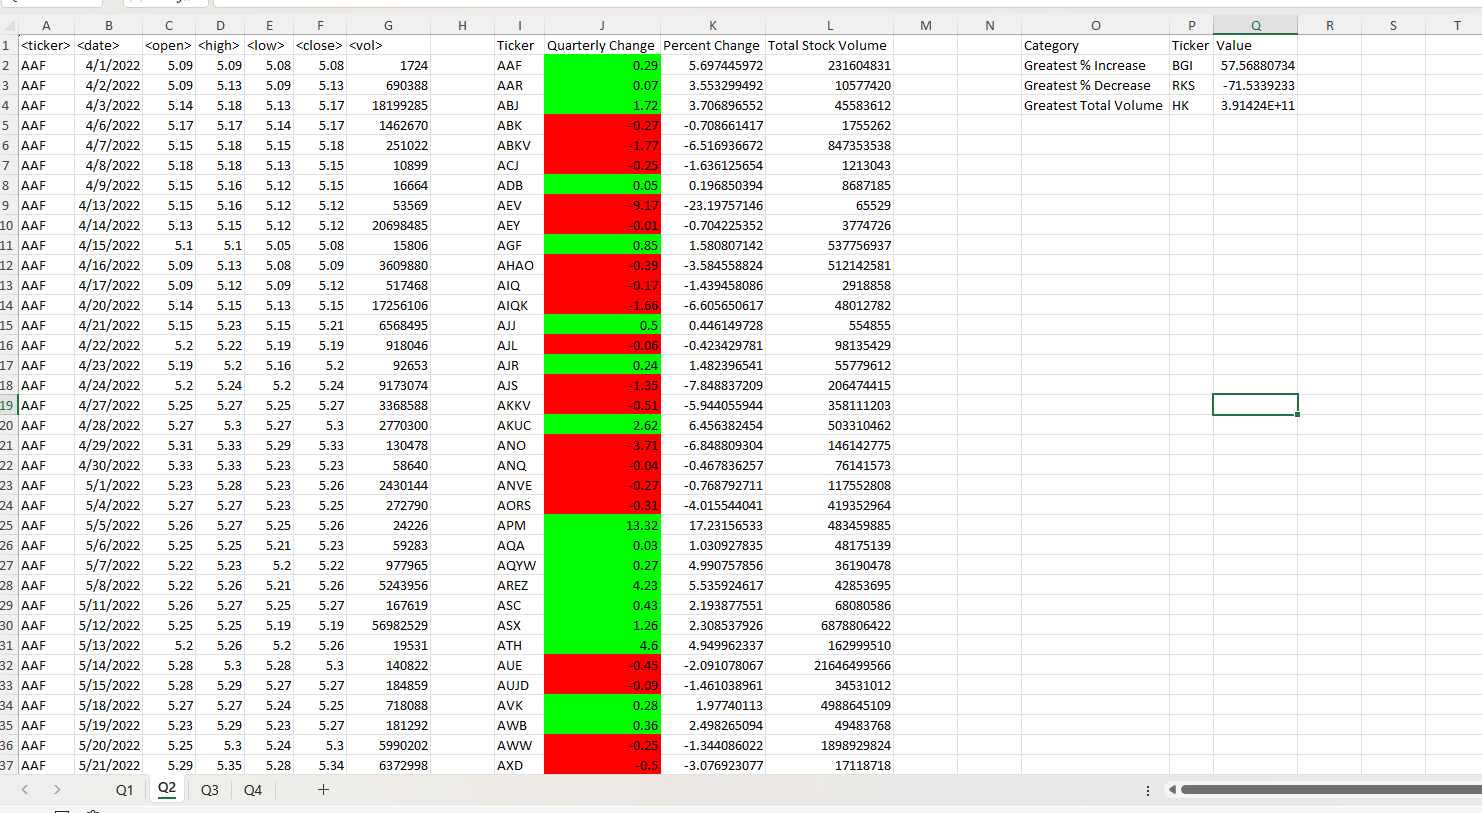 A B C D E F G H I J K L M N O P Q R S T
1 <ticker> <date> <open> <high> <low> <close> <vol> Ticker Quarterly Change Percent Change Total Stock Volume Category Ticker Value
2 AAF 4/1/2022 5.09 5.09 5.08 5.08 1724 AAF 0.29 5.697445972 231604831 Greatest % Increase BGI 57.56880734
3 AAF 4/2/2022 5.09 5.13 5.09 5.13 690388 AAR 0.07 3.553299492 10577420 Greatest % Decrease RKS -71.5339233
4 AAF 4/3/2022 5.14 5.18 5.13 5.17 18199285 ABJ 1.72 3.706896552 45583612 Greatest Total Volume HK 3.91424E+11
5 AAF 4/6/2022 5.17 5.17 5.14 5.17 1462670 ABK -0.27 -0.708661417 1755262
6 AAF 4/7/2022 5.15 5.18 5.15 5.18 251022 ABKV -1.77 -6.516936672 847353538
7 AAF 4/8/2022 5.18 5.18 5.13 5.15 10899 ACJ -0.25 -1.636125654 1213043
8 AAF 4/9/2022 5.15 5.16 5.12 5.15 16664 ADB 0.05 0.196850394 8687185
9 AAF 4/13/2022 5.15 5.16 5.12 5.12 53569 AEV -9.17 -23.19757146 65529
10 AAF 4/14/2022 5.13 5.15 5.12 5.12 20698485 AEY -0.01 -0.704225352 3774726
11 AAF 4/15/2022 5.1 5.1 5.05 5.08 15806 AGF 0.85 1.580807142 537756937
12 AAF 4/16/2022 5.09 5.13 5.08 5.09 3609880 AHAO -0.39 -3.584558824 512142581
13 AAF 4/17/2022 5.09 5.12 5.09 5.12 517468 AIQ -0.17 -1.439458086 2918858
14 AAF 4/20/2022 5.14 5.15 5.13 5.15 17256106 AIQK -1.66 -6.605650617 48012782
15 AAF 4/21/2022 5.15 5.23 5.15 5.21 6568495 AJJ 0.5 0.446149728 554855
16 AAF 4/22/2022 5.2 5.22 5.19 5.19 918046 AJL -0.06 -0.423429781 98135429
17 AAF 4/23/2022 5.19 5.2 5.16 5.2 92653 AJR 0.24 1.482396541 55779612
18 AAF 4/24/2022 5.2 5.24 5.2 5.24 9173074 AJS -1.35 -7.848837209 206474415
19 AAF 4/27/2022 5.25 5.27 5.25 5.27 3368588 AKKV -0.51 -5.944055944 358111203
20 AAF 4/28/2022 5.27 5.3 5.27 5.3 2770300 AKUC 2.62 6.456382454 503310462
21 AAF 4/29/2022 5.31 5.33 5.29 5.33 130478 ANO -3.71 -6.848809304 146142775
22 AAF 4/30/2022 5.33 5.33 5.23 5.23 58640 ANQ -0.04 -0.467836257 76141573
23 AAF 5/1/2022 5.23 5.28 5.23 5.26 2430144 ANVE -0.27 -0.768792711 117552808
24 AAF 5/4/2022 5.27 5.27 5.23 5.25 272790 AORS -0.31 -4.015544041 419352964
25 AAF 5/5/2022 5.26 5.27 5.25 5.26 24226 APM 13.32 17.23156533 483459885
26 AAF 5/6/2022 5.25 5.25 5.21 5.23 59283 AQA 0.03 1.030927835 48175139
27 AAF 5/7/2022 5.22 5.23 5.2 5.22 977965 AQYW 0.27 4.990757856 36190478
28 AAF 5/8/2022 5.22 5.26 5.21 5.26 5243956 AREZ 4.23 5.535924617 42853695
29 AAF 5/11/2022 5.26 5.27 5.25 5.27 167619 ASC 0.43 2.193877551 68080586
30 AAF 5/12/2022 5.25 5.25 5.19 5.19 56982529 ASX 1.26 2.308537926 6878806422
31 AAF 5/13/2022 5.2 5.26 5.2 5.26 19531 ATH 4.6 4.949962337 162999510
32 AAF 5/14/2022 5.28 5.3 5.28 5.3 140822 AUE -0.45 -2.091078067 21646499566
33 AAF 5/15/2022 5.28 5.29 5.27 5.27 184859 AUJD -0.09 -1.461038961 34531012
34 AAF 5/18/2022 5.27 5.27 5.24 5.25 718088 AVK 0.28 1.97740113 4988645109
35 AAF 5/19/2022 5.23 5.29 5.23 5.27 181292 AWB 0.36 2.498265094 49483768
36 AAF 5/20/2022 5.25 5.3 5.24 5.3 5990202 AWW -0.25 -1.344086022 1898929824
37 AAF 5/21/2022 5.29 5.35 5.28 5.34 6372998 AXD -0.5 -3.076923077 17118718
Q1 Q2 Q3 Q4